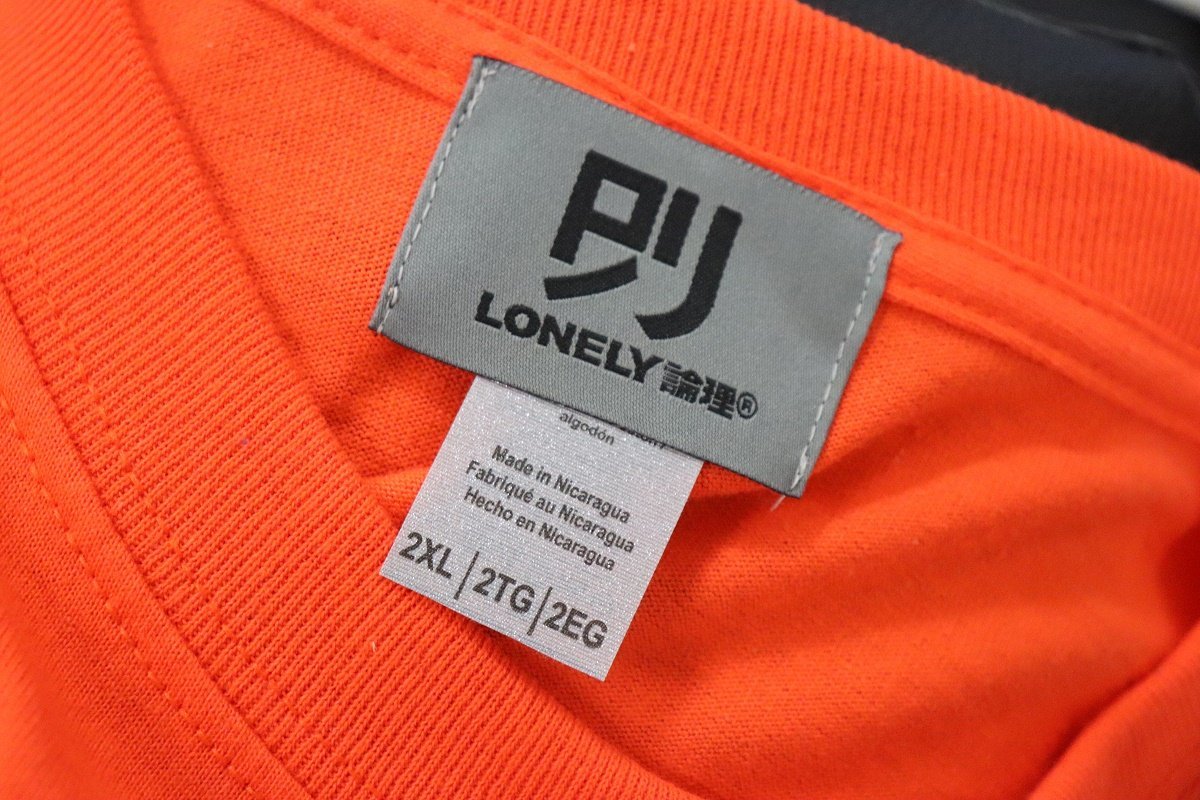 LONELY論理®
algodón
Made in Nicaragua
Fabriqué au Nicaragua
Hecho en Nicaragua
2XL/2TG/2EG